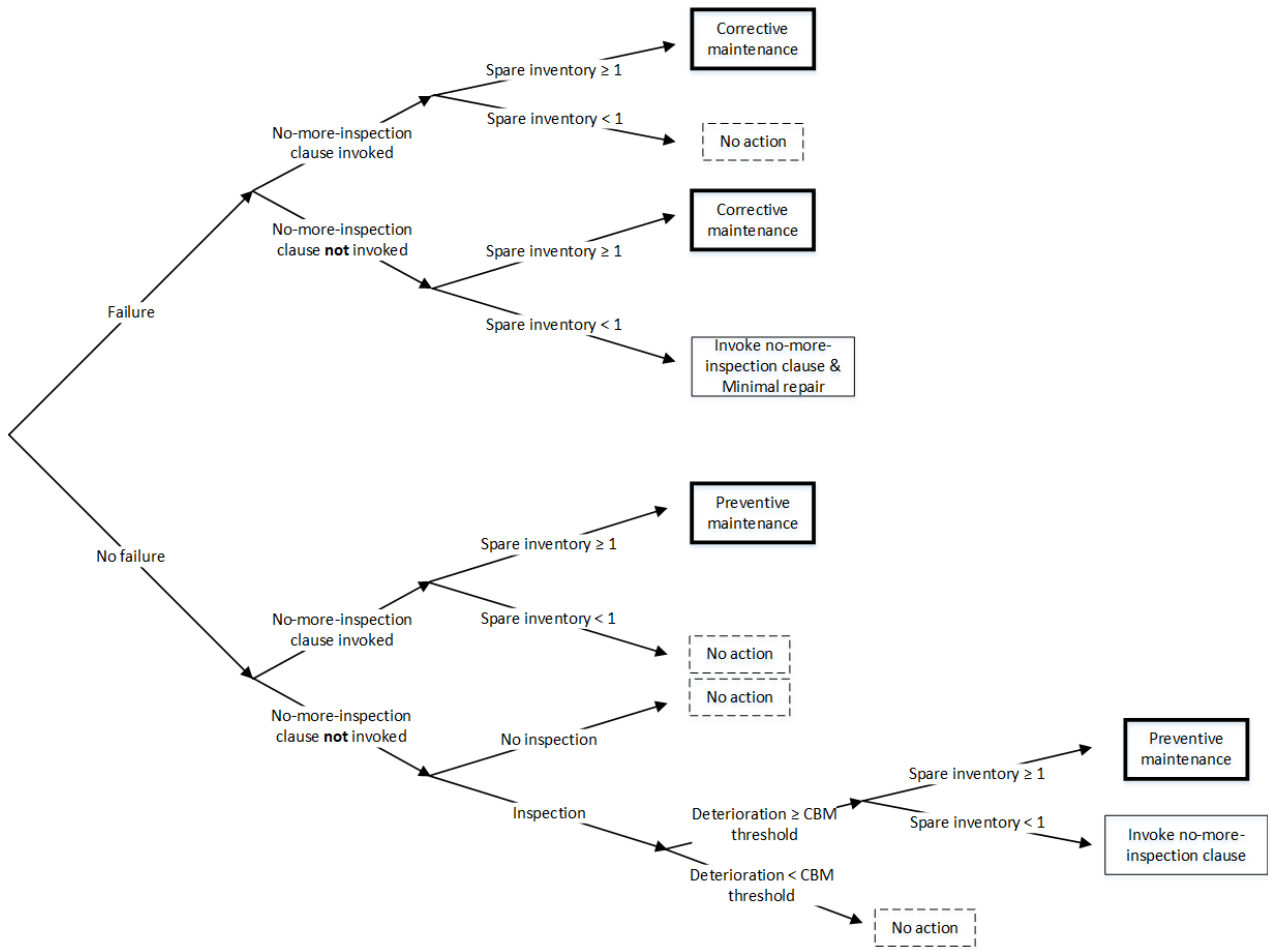 Corrective
maintenance
Spare inventory ≥ 1
Spare inventory < 1
No-more-inspection
clause invoked
No action
Corrective
maintenance
No-more-inspection
clause not invoked
Spare inventory ≥ 1
Failure
Spare inventory < 1
Invoke no-more-
inspection clause &
Minimal repair
Preventive
maintenance
Spare inventory ≥ 1
No failure
No-more-inspection
clause invoked
Spare inventory < 1
No action
No action
No-more-inspection
clause not invoked
No inspection
Preventive
maintenance
Spare inventory ≥ 1
Inspection
Deterioration ≥ CBM
threshold
Spare inventory < 1
Invoke no-more-
inspection clause
Deterioration < CBM
threshold
No action